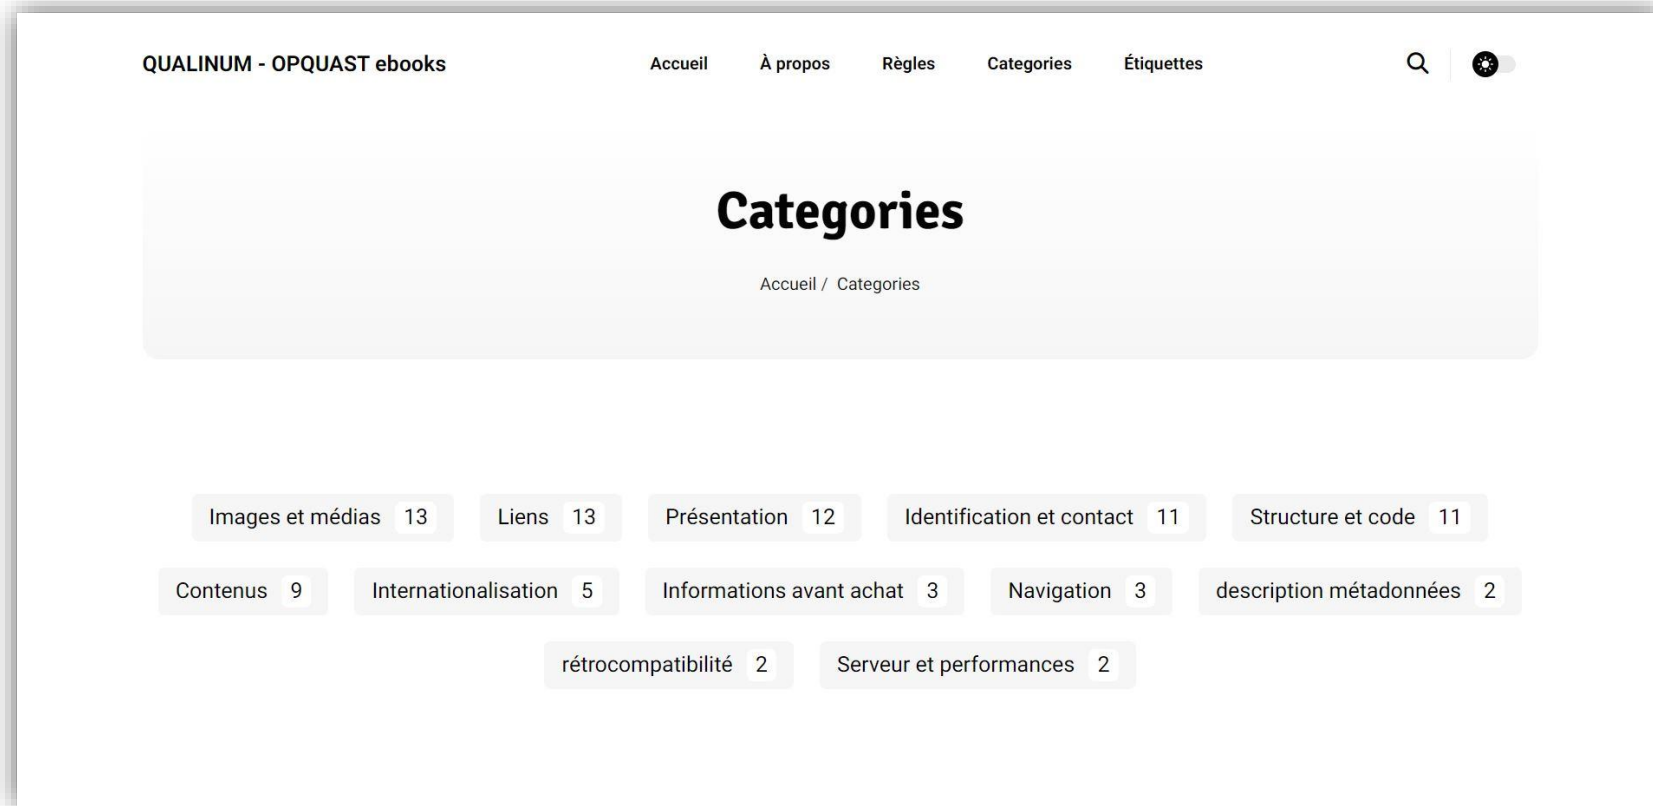 QUALINUM - OPQUAST ebooks Accueil À propos Règles Categories Étiquettes
Categories
Accueil / Categories
Images et médias 13 Liens 13 Présentation 12 Identification et contact 11 Structure et code 11
Contenus 9 Internationalisation 5 Informations avant achat 3 Navigation 3 description métadonnées 2
rétrocompatibilité 2 Serveur et performances 2